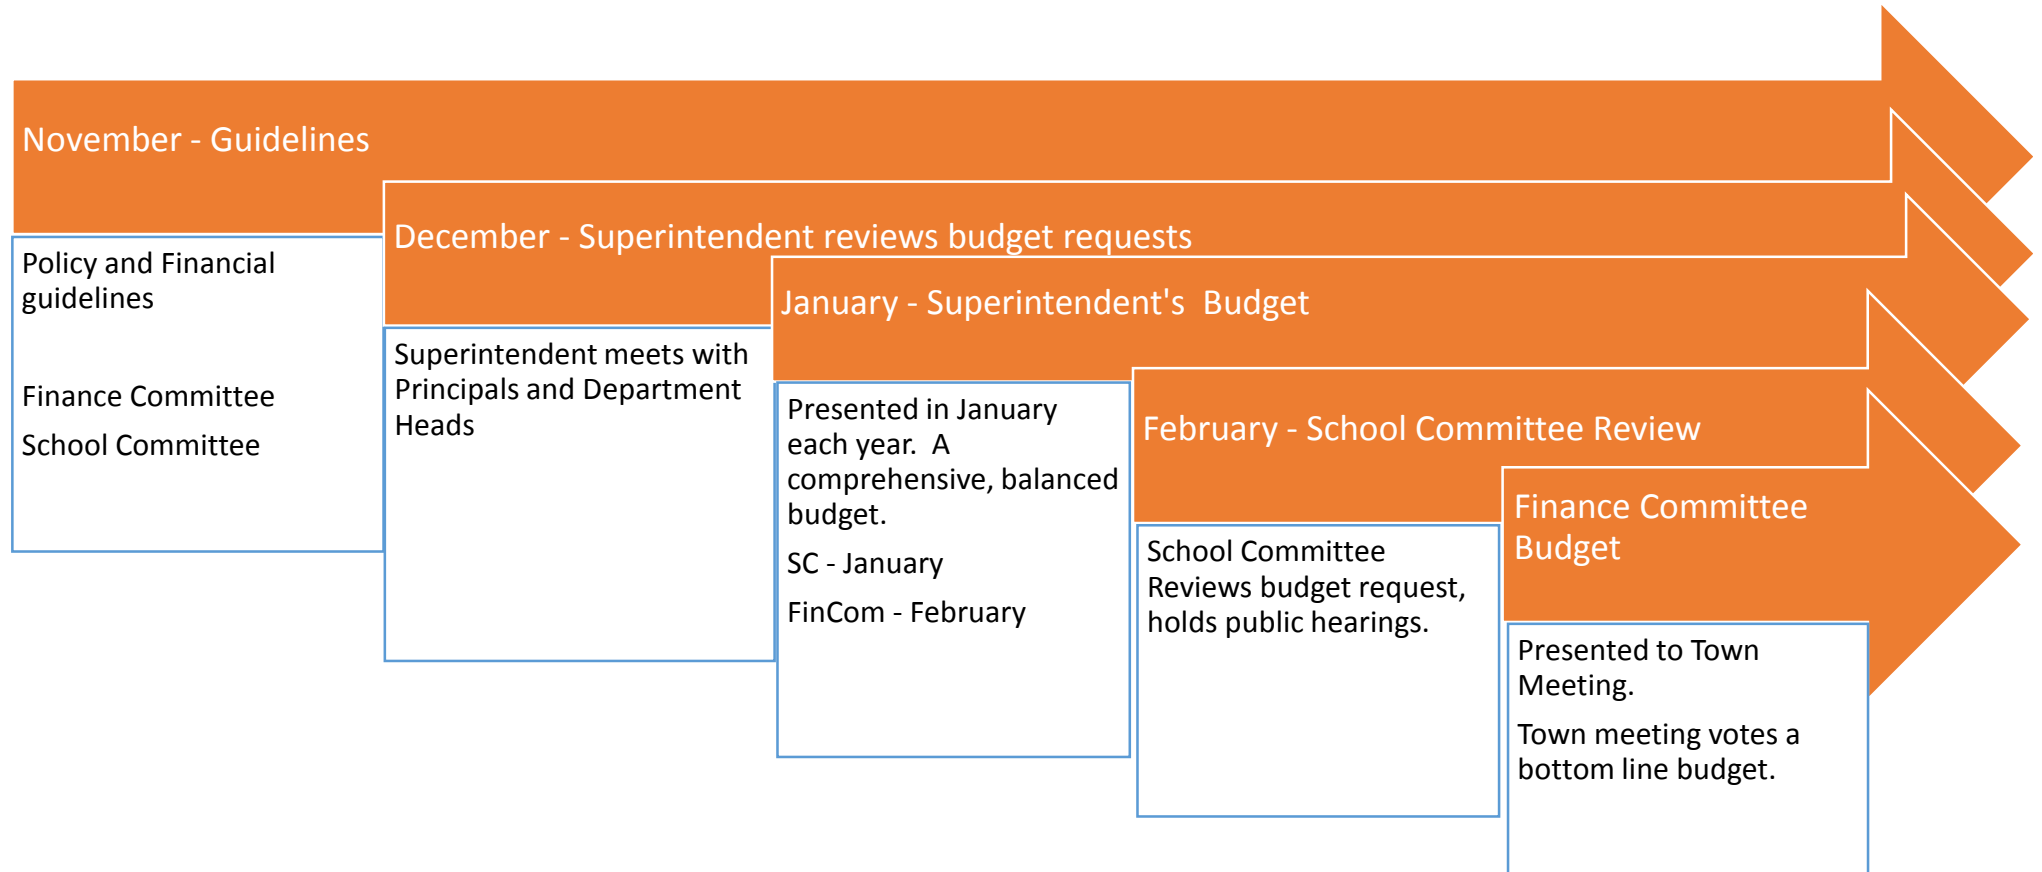 November - Guidelines
Policy and Financial
guidelines
Finance Committee
School Committee
December - Superintendent reviews budget requests
Superintendent meets with
Principals and Department
Heads
January - Superintendent's  Budget
Presented in January
each year.  A
comprehensive, balanced
budget.
SC - January
FinCom - February
February - School Committee Review
School Committee
Reviews budget request,
holds public hearings.
Finance Committee
Budget
Presented to Town
Meeting.
Town meeting votes a
bottom line budget.